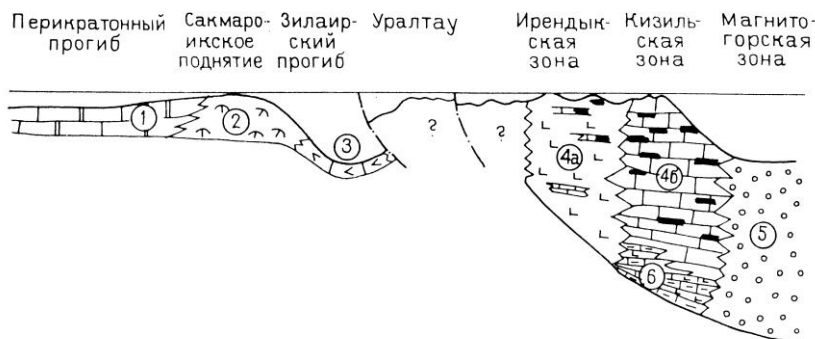 Перикратонный прогиб
Сакмаро-
икское
поднятие
Зилаир-
ский
прогиб
Уралтау
Ирендык-
ская
зона
Кизиль-
ская
зона
Магнито-
горская
зона
1
2
3
?
?
4а
4б
5
6